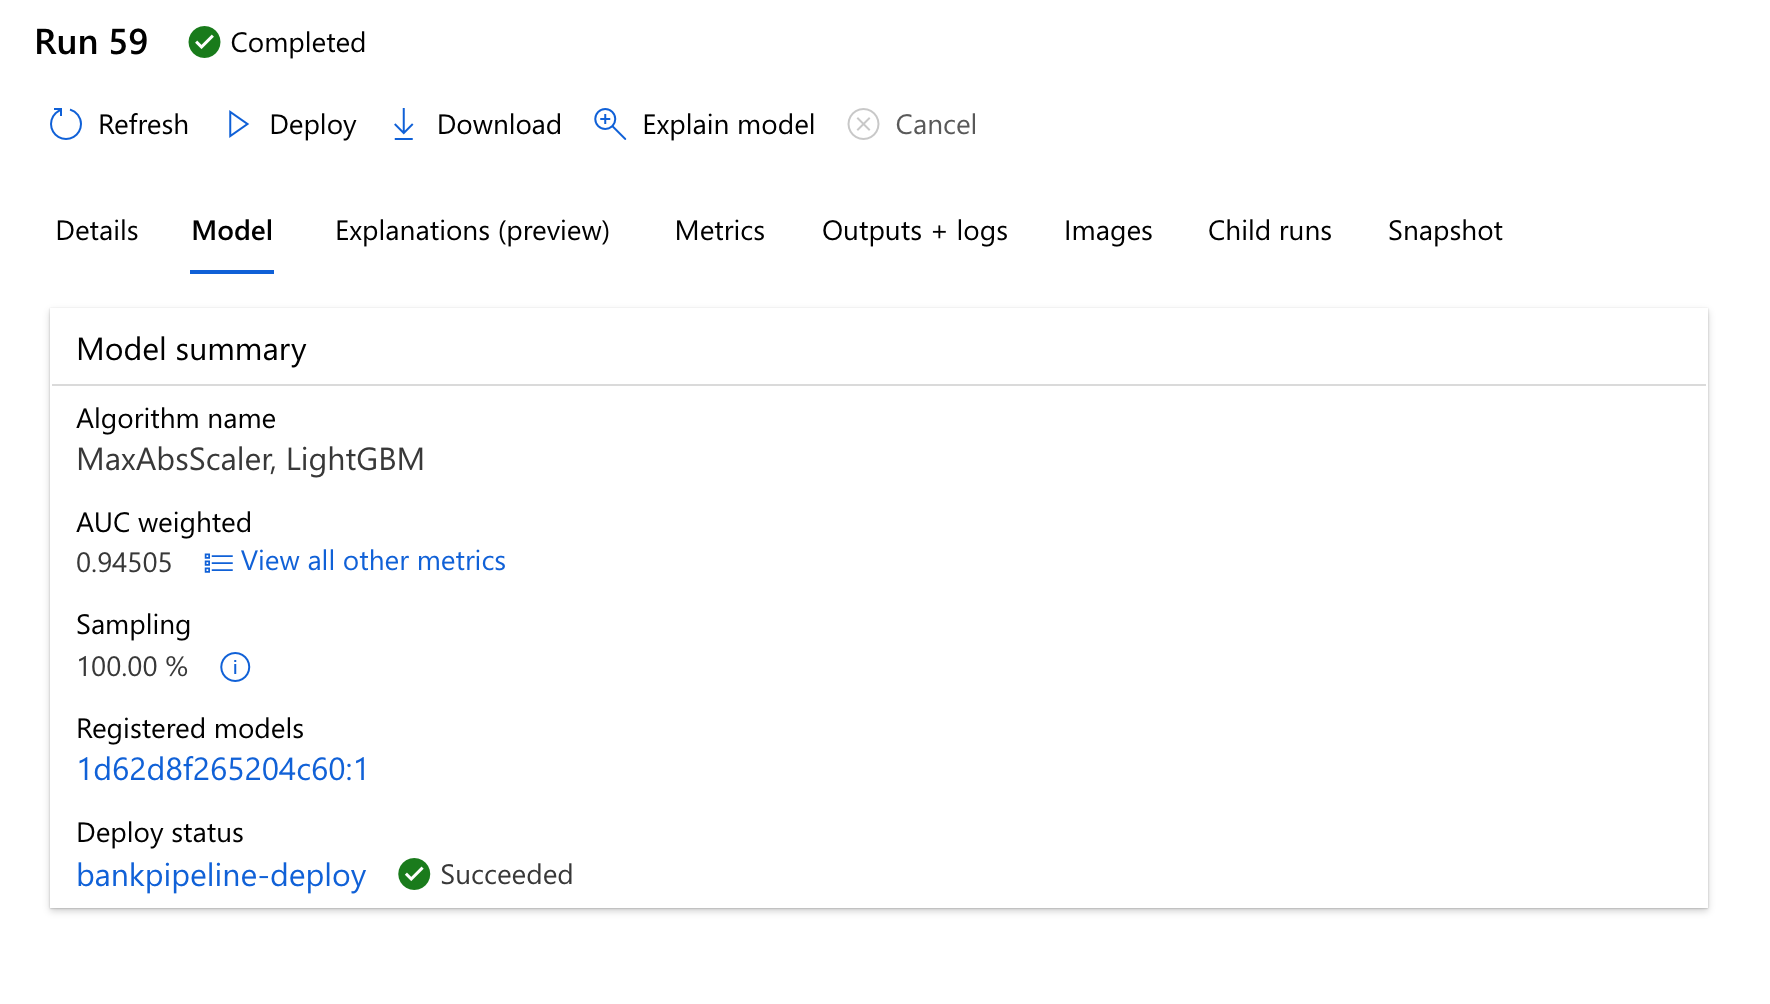 Run 59 Completed
Refresh Deploy Download Explain model Cancel
Details Model Explanations (preview) Metrics Outputs + logs Images Child runs Snapshot
Model summary
Algorithm name
MaxAbsScaler, LightGBM
AUC weighted
0.94505 View all other metrics
Sampling
100.00 %
Registered models
1d62d8f265204c60:1
Deploy status
bankpipeline-deploy Succeeded